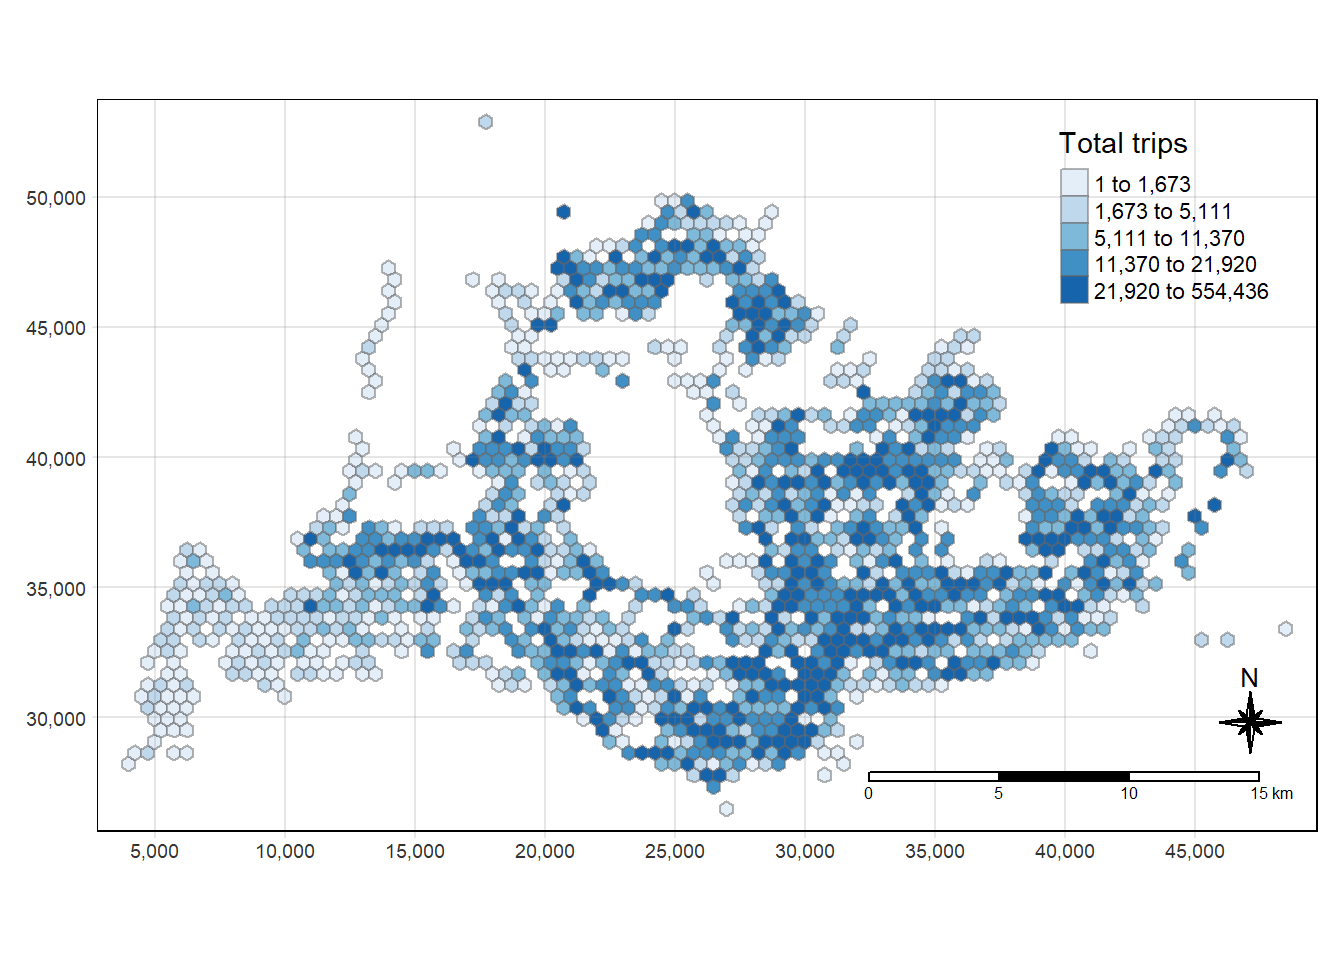 Total trips
1 to 1,673
1,673 to 5,111
5,111 to 11,370
11,370 to 21,920
21,920 to 554,436
50,000
45,000
40,000
35,000
30,000
N
0 5 10 15 km
5,000 10,000 15,000 20,000 25,000 30,000 35,000 40,000 45,000